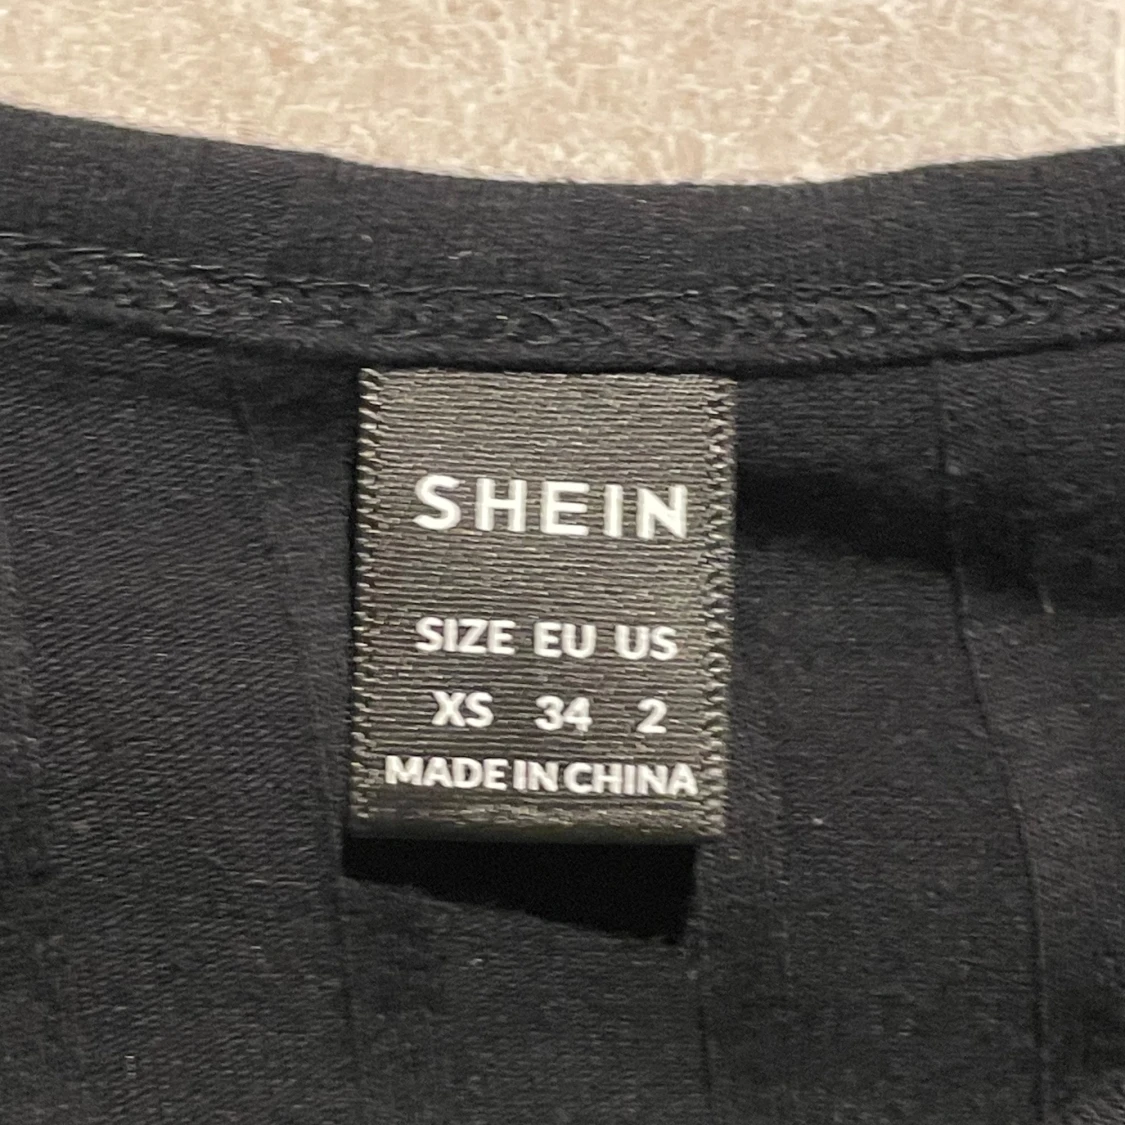 SHEIN
SIZE EU US
XS 34 2
MADE IN CHINA